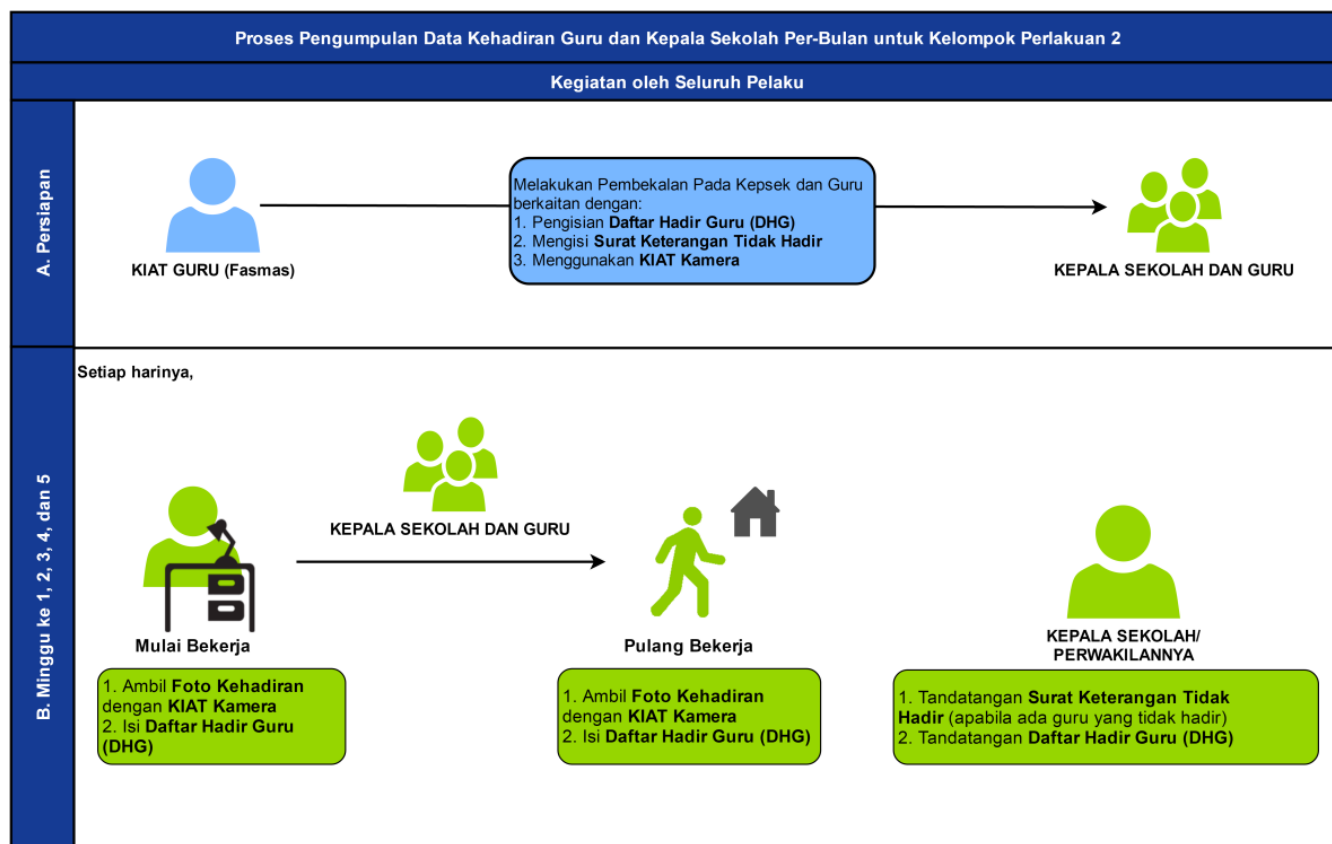 Proses Pengumpulan Data Kehadiran Guru dan Kepala Sekolah Per-Bulan untuk Kelompok Perlakuan 2
Kegiatan oleh Seluruh Pelaku
A. Persiapan
KIAT GURU (Fasmas)
Melakukan Pembekalan Pada Kepsek dan Guru
berkaitan dengan:
1. Pengisian Daftar Hadir Guru (DHG)
2. Mengisi Surat Keterangan Tidak Hadir
3. Menggunakan KIAT Kamera
KEPALA SEKOLAH DAN GURU
B. Minggu ke 1, 2, 3, 4, dan 5
Setiap harinya,
KEPALA SEKOLAH DAN GURU
Mulai Bekerja
1. Ambil Foto Kehadiran
dengan KIAT Kamera
2. Isi Daftar Hadir Guru
(DHG)
Pulang Bekerja
1. Ambil Foto Kehadiran
dengan KIAT Kamera
2. Isi Daftar Hadir Guru (DHG)
KEPALA SEKOLAH/
PERWAKILANNYA
1. Tandatangan Surat Keterangan Tidak
Hadir (apabila ada guru yang tidak hadir)
2. Tandatangan Daftar Hadir Guru (DHG)